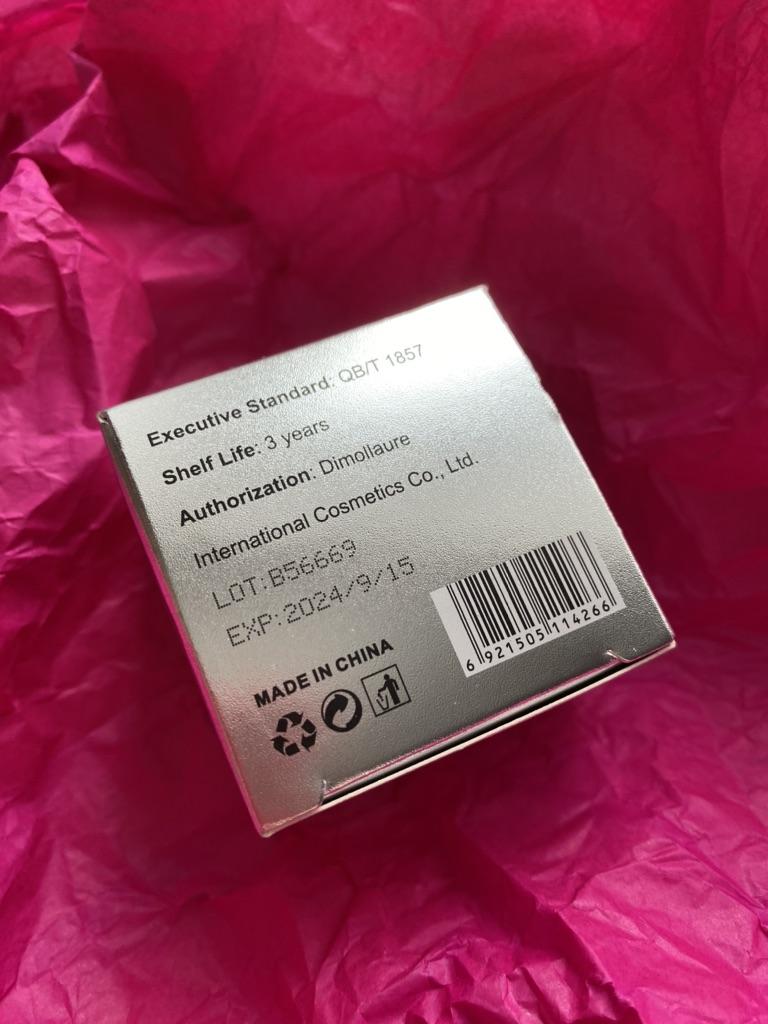 Executive Standard: QB/T 1857
Shelf Life: 3 years
Authorization: Dimollaure
International Cosmetics Co., Ltd.
LOT:B56669
EXP:2024/9/15
MADE IN CHINA
6 921505 114266